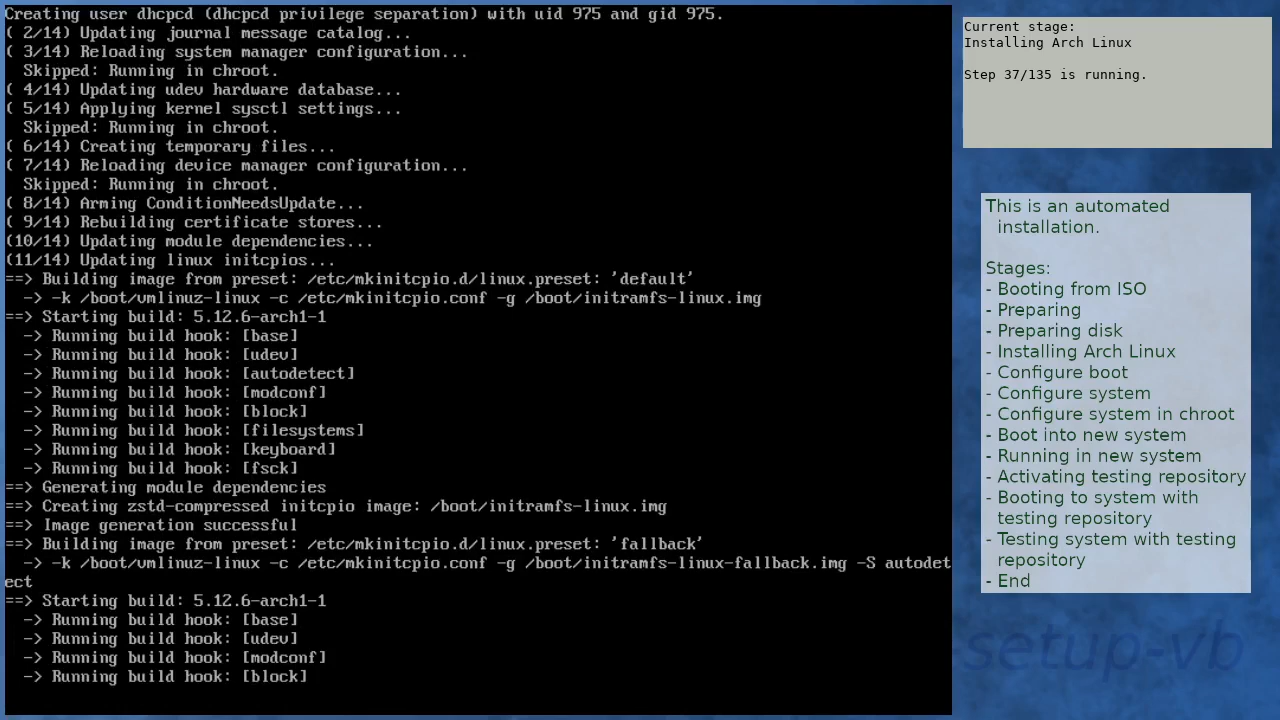 Creating user dhcpcd (dhcpcd privilege separation) with uid 975 and gid 975.
( 2/14) Updating journal message catalog...
( 3/14) Reloading system manager configuration...
  Skipped: Running in chroot.
( 4/14) Updating udev hardware database...
( 5/14) Applying kernel sysctl settings...
  Skipped: Running in chroot.
( 6/14) Creating temporary files...
( 7/14) Reloading device manager configuration...
  Skipped: Running in chroot.
( 8/14) Arming ConditionNeedsUpdate...
( 9/14) Rebuilding certificate stores...
(10/14) Updating module dependencies...
(11/14) Updating linux initcpios...
==> Building image from preset: /etc/mkinitcpio.d/linux.preset: 'default'
  -> -k /boot/vmlinuz-linux -c /etc/mkinitcpio.conf -g /boot/initramfs-linux.img
==> Starting build: 5.12.6-arch1-1
  -> Running build hook: [base]
  -> Running build hook: [udev]
  -> Running build hook: [autodetect]
  -> Running build hook: [modconf]
  -> Running build hook: [block]
  -> Running build hook: [filesystems]
  -> Running build hook: [keyboard]
  -> Running build hook: [fsck]
==> Generating module dependencies
==> Creating zstd-compressed initcpio image: /boot/initramfs-linux.img
==> Image generation successful
==> Building image from preset: /etc/mkinitcpio.d/linux.preset: 'fallback'
  -> -k /boot/vmlinuz-linux -c /etc/mkinitcpio.conf -g /boot/initramfs-linux-fallback.img -S autodet
ect
==> Starting build: 5.12.6-arch1-1
  -> Running build hook: [base]
  -> Running build hook: [udev]
  -> Running build hook: [modconf]
  -> Running build hook: [block]
Current stage:
Installing Arch Linux
Step 37/135 is running.
This is an automated
installation.
Stages:
- Booting from ISO
- Preparing
- Preparing disk
- Installing Arch Linux
- Configure boot
- Configure system
- Configure system in chroot
- Boot into new system
- Running in new system
- Activating testing repository
- Booting to system with
testing repository
- Testing system with testing
repository
- End
setup-vb